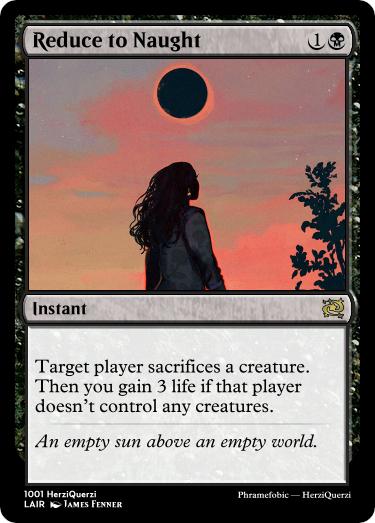 Reduce to Naught 1
Instant
Target player sacrifices a creature.
Then you gain 3 life if that player
doesn't control any creatures.
An empty sun above an empty world.
1001 HerziQuerzi
LAIR James Fenner
Phramefobic — HerziQuerzi